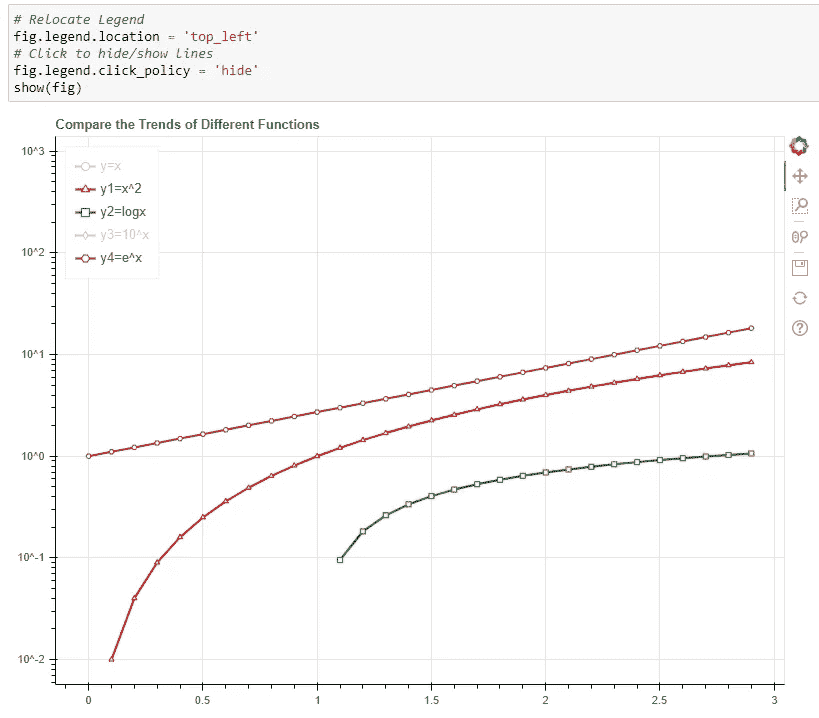 # Relocate Legend
fig.legend.location = 'top_left'
# Click to hide/show lines
fig.legend.click_policy = 'hide'
show(fig)
Compare the Trends of Different Functions
10^3
y=x
y1=x^2
y2=logx
y3=10^x
y4=e^x
10^2
10^1
10^0
10^-1
10^-2
0 0.5 1 1.5 2 2.5 3